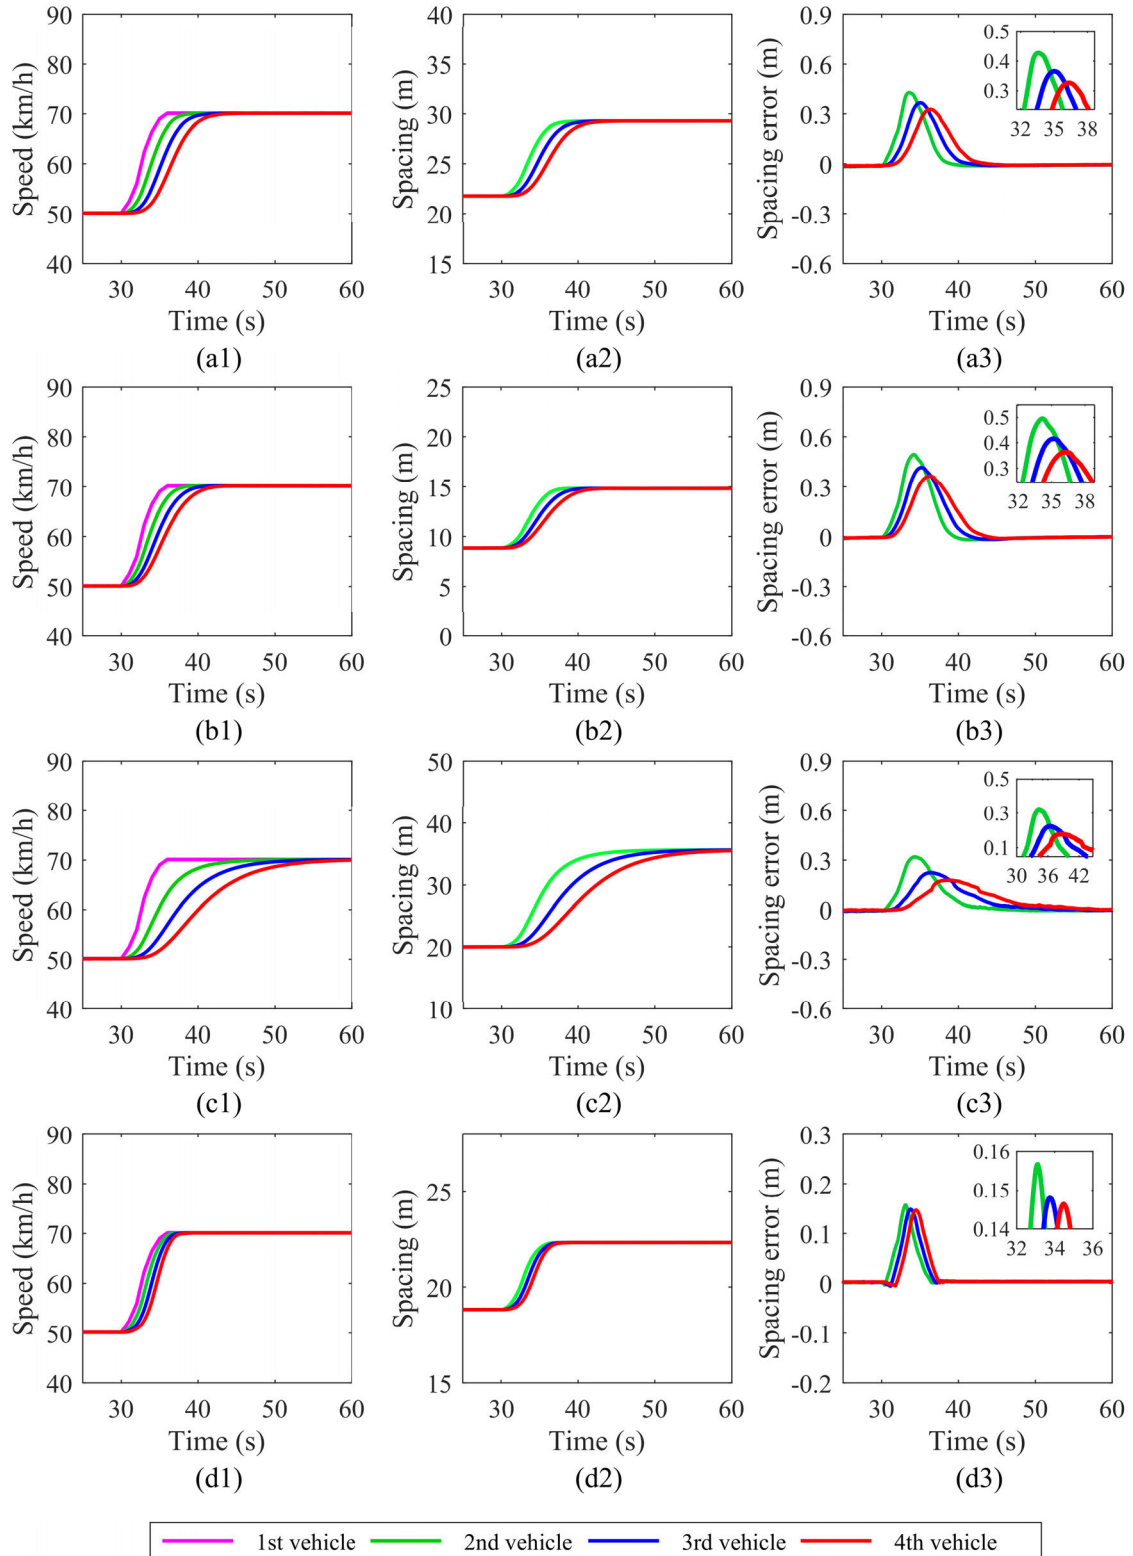 90
80
70
60
50
40
Speed (km/h)
30 40 50 60
Time (s)
(a1)
40
35
30
25
20
15
Spacing (m)
30 40 50 60
Time (s)
(a2)
0.9
0.6
0.3
0
-0.3
-0.6
Spacing error (m)
0.5
0.4
0.3
32 35 38
30 40 50 60
Time (s)
(a3)
90
80
70
60
50
40
Speed (km/h)
30 40 50 60
Time (s)
(b1)
25
20
15
10
5
0
Spacing (m)
30 40 50 60
Time (s)
(b2)
0.9
0.6
0.3
0
-0.3
-0.6
Spacing error (m)
0.5
0.4
0.3
32 35 38
30 40 50 60
Time (s)
(b3)
90
80
70
60
50
40
Speed (km/h)
30 40 50 60
Time (s)
(c1)
50
40
30
20
10
Spacing (m)
30 40 50 60
Time (s)
(c2)
0.9
0.6
0.3
0
-0.3
-0.6
Spacing error (m)
0.5
0.3
0.1
30 36 42
30 40 50 60
Time (s)
(c3)
90
80
70
60
50
40
Speed (km/h)
30 40 50 60
Time (s)
(d1)
27
23
19
15
Spacing (m)
30 40 50 60
Time (s)
(d2)
0.3
0.2
0.1
0
-0.1
-0.2
Spacing error (m)
0.16
0.15
0.14
32 34 36
30 40 50 60
Time (s)
(d3)
1st vehicle 2nd vehicle 3rd vehicle 4th vehicle